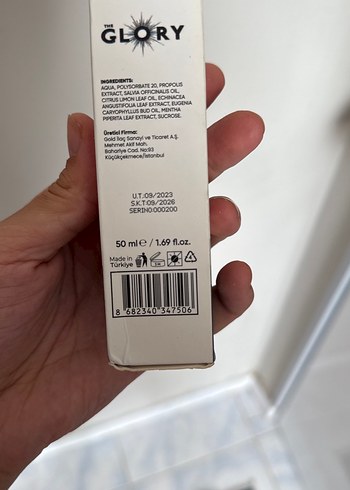 THE
GLORY
INGREDIENTS:
AQUA, POLYSORBATE 20, PROPOLIS
EXTRACT, SALVIA OFFICINALIS OIL,
CITRUS LIMON LEAF OIL, ECHINACEA
ANGUSTIPOLIA LEAF EXTRACT, EUGENIA
CARYOPHYLLUS BUD OIL, MENTHA
PIPERITA LEAF EXTRACT, SUCROSE.
Üretici Firma:
Gold İlaç Sanayi ve Ticaret A.Ş.
Mehmet Akif Mah.
Bahariye Cad. No:93
Küçükçekmece/İstanbul
U.T:09/2023
S.K.T:09/2026
SERİNO.000200
50 ml ℮ / 1.69 fl.oz.
Made in
Türkiye
8 682340 347506